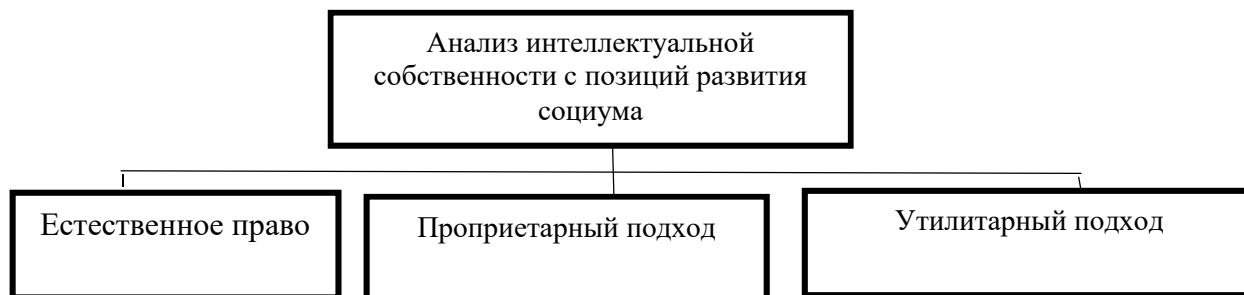 Анализ интеллектуальной
собственности с позиций развития
социума
Естественное право
Проприетарный подход
Утилитарный подход